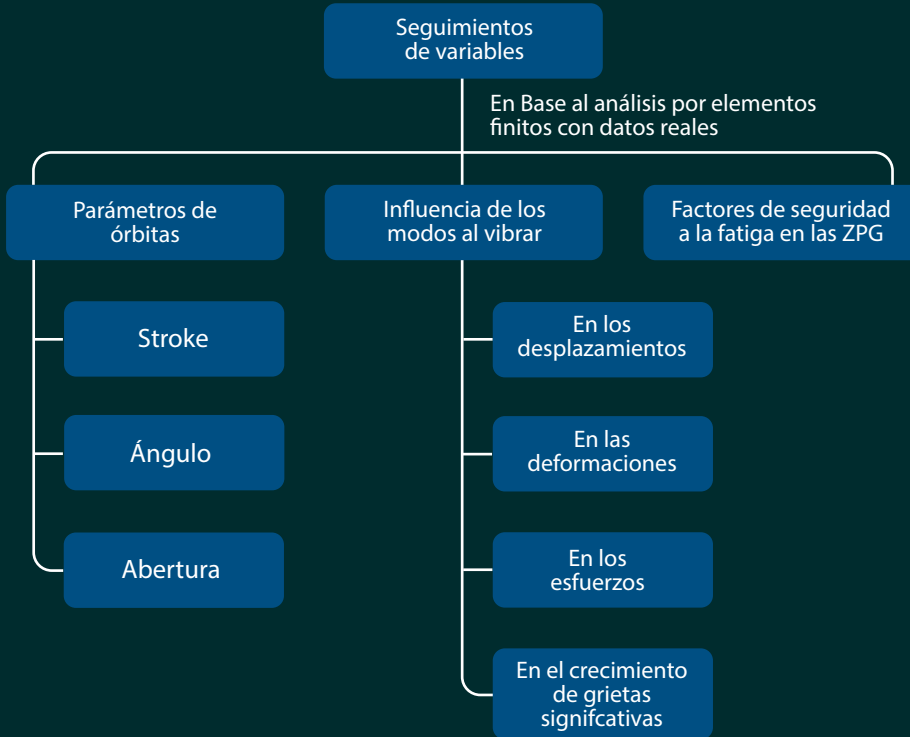 Seguimientos
de variables
En Base al análisis por elementos
finitos con datos reales
Parámetros de
órbitas
Influencia de los
modos al vibrar
Factores de seguridad
a la fatiga en las ZPG
Stroke
Ángulo
Abertura
En los
desplazamientos
En las
deformaciones
En los
esfuerzos
En el crecimiento
de grietas
signifcativas